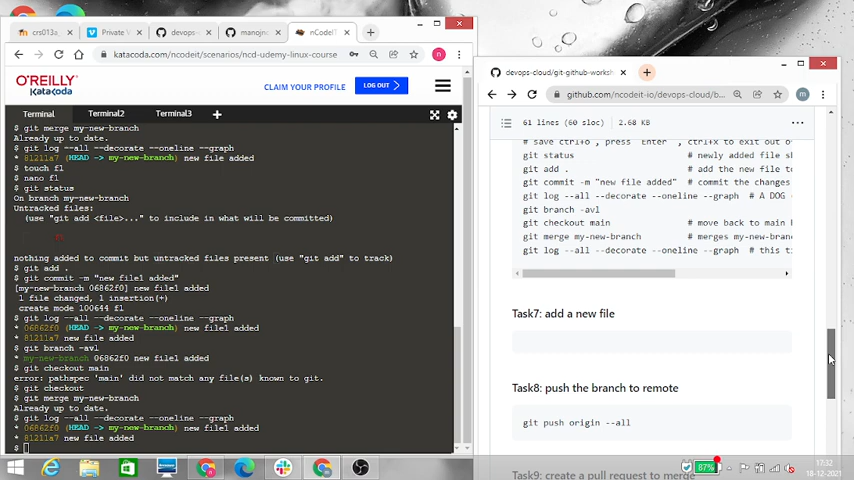 crs013a
Private V
devops-
manojno
nCodeIT
katacoda.com/ncodeit/scenarios/ncd-udemy-linux-course
n
O'REILLY
Katacoda
CLAIM YOUR PROFILE
LOG OUT
Terminal
Terminal2
Terminal3
$ git merge my-new-branch
Already up to date.
$ git log --all --decorate --oneline --graph
* 81211a7 (HEAD -> my-new-branch) new file added
$ touch f1
$ nano f1
$ git status
On branch my-new-branch
Untracked files:
(use "git add <file>..." to include in what will be committed)
f1
nothing added to commit but untracked files present (use "git add" to track)
$ git add .
$ git commit -m "new file1 added"
[my-new-branch 06862f0] new file1 added
1 file changed, 1 insertion(+)
create mode 100644 f1
$ git log --all --decorate --oneline --graph
* 06862f0 (HEAD -> my-new-branch) new file1 added
* 81211a7 new file added
$ git branch -avl
* my-new-branch 06862f0 new file1 added
$ git checkout main
error: pathspec 'main' did not match any file(s) known to git.
$ git checkout
$ git merge my-new-branch
Already up to date.
$ git log --all --decorate --oneline --graph
* 06862f0 (HEAD -> my-new-branch) new file1 added
* 81211a7 new file added
$
devops-cloud/git-github-worksh
github.com/ncodeit-io/devops-cloud/b...
m
61 lines (60 sloc) 2.68 KB
# save ctrl+o , press Enter , ctrl+x to exit out o
git status # newly added file s
git add . # add the new file to
git commit -m "new file added" # commit the changes
git log --all --decorate --oneline --graph # A DOG
git branch -avl
git checkout main # move back to main b
git merge my-new-branch # merges my-new-branc
git log --all --decorate --oneline --graph # this ti
Task7: add a new file
Task8: push the branch to remote
git push origin --all
Task9: create a pull request to merge
87%
17:32
18-12-2021